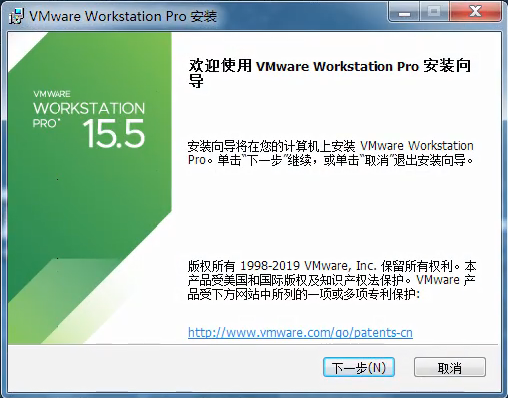 VMware Workstation Pro 安装
VMWARE
WORKSTATION
PRO™
15.5
欢迎使用 VMware Workstation Pro 安装向
导
安装向导将在您的计算机上安装 VMware Workstation
Pro。单击“下一步”继续，或单击“取消”退出安装向导。
版权所有 1998-2019 VMware, Inc. 保留所有权利。本
产品受美国和国际版权及知识产权法保护。VMware 产
品受下方网站中所列的一项或多项专利保护:
http://www.vmware.com/go/patents-cn
下一步(N)
取消